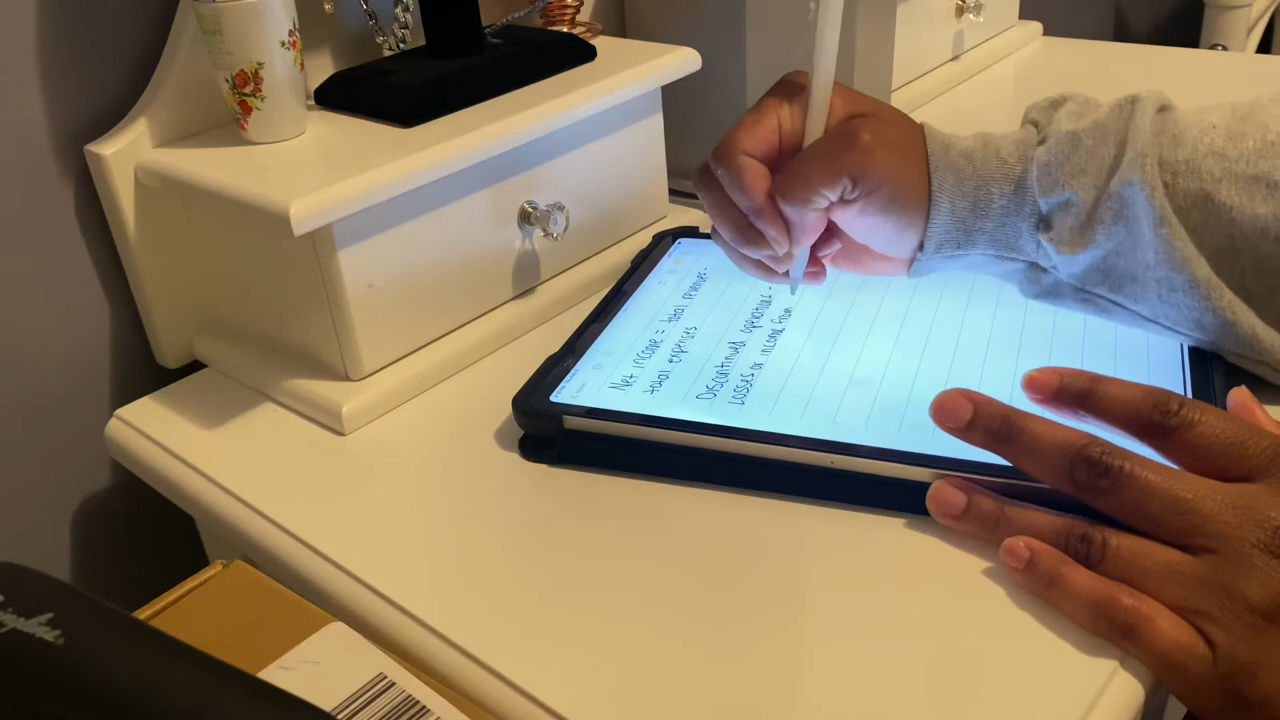 Net income = total revenues -
total expenses
Discontinued operations -
Losses or income from